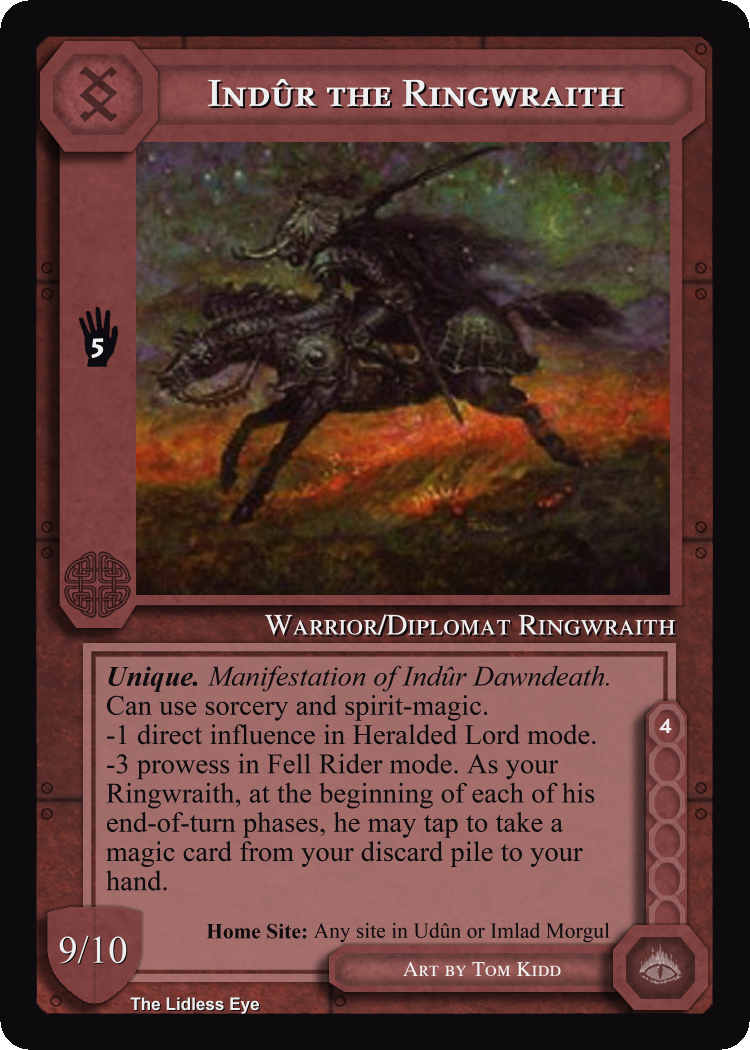 Indûr the Ringwraith
5
Warrior/Diplomat Ringwraith
Unique. Manifestation of Indûr Dawndeath.
Can use sorcery and spirit-magic.
-1 direct influence in Heralded Lord mode.
-3 prowess in Fell Rider mode. As your
Ringwraith, at the beginning of each of his
end-of-turn phases, he may tap to take a
magic card from your discard pile to your
hand.
4
Home Site: Any site in Udûn or Imlad Morgul
9/10
Art by Tom Kidd
The Lidless Eye